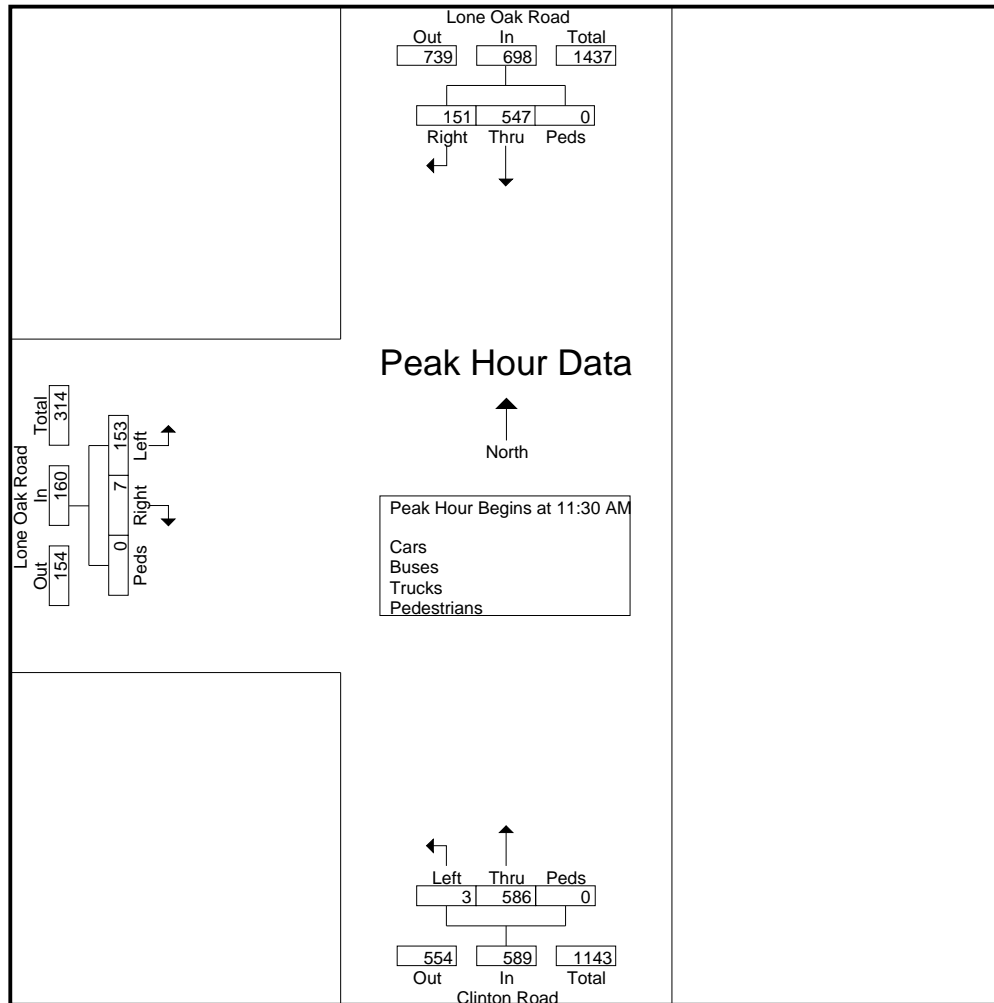 Lone Oak Road
Out In Total
739 698 1437
151 547 0
Right Thru Peds
Peak Hour Data
North
Peak Hour Begins at 11:30 AM
Cars
Buses
Trucks
Pedestrians
Lone Oak Road
Out In Total
154 160 314
0 7 153
Peds Right Left
Left Thru Peds
3 586 0
554 589 1143
Out In Total
Clinton Road